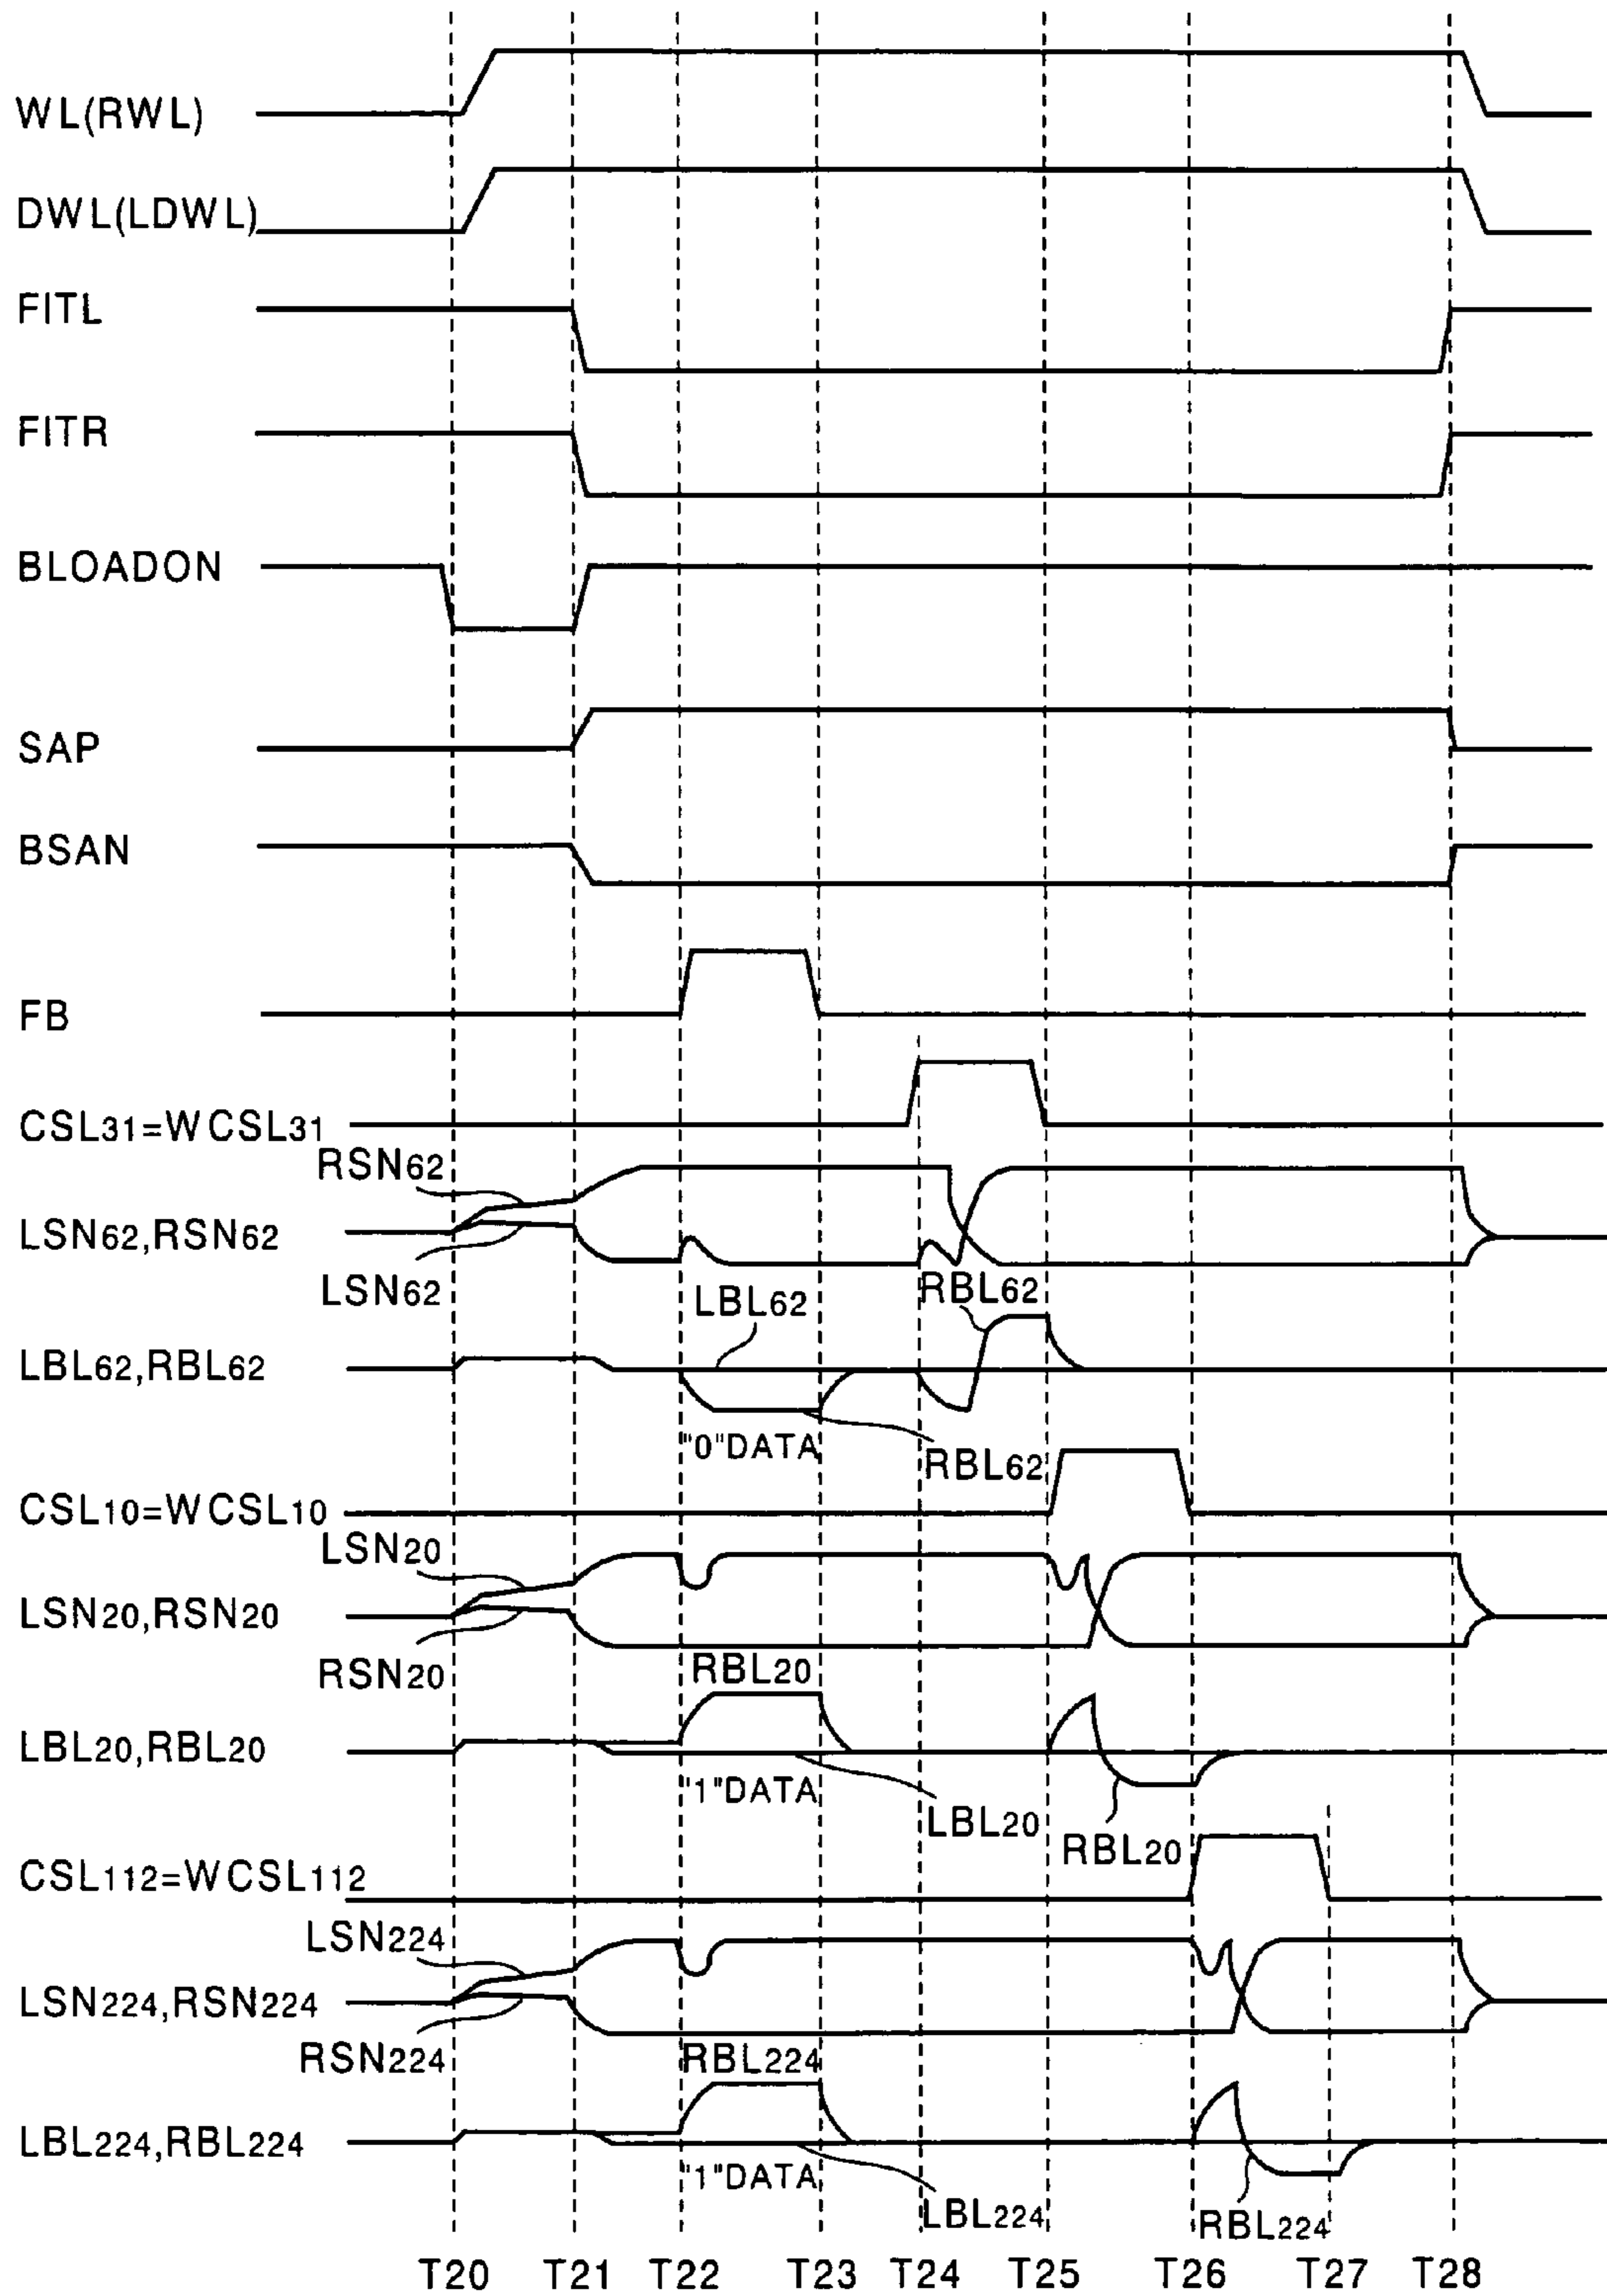 WL(RWL)
DWL(LDWL)
FITL
FITR
BLOADON
SAP
BSAN
FB
CSL31=WCSL31
RSN62
LSN62,RSN62
LSN62
LBL62
RBL62
LBL62,RBL62
"0"DATA
RBL62
CSL10=WCSL10
LSN20
LSN20,RSN20
RSN20
RBL20
LBL20,RBL20
"1"DATA
LBL20
RBL20
CSL112=WCSL112
LSN224
LSN224,RSN224
RSN224
RBL224
LBL224,RBL224
"1"DATA
LBL224
RBL224
T20 T21 T22 T23 T24 T25 T26 T27 T28